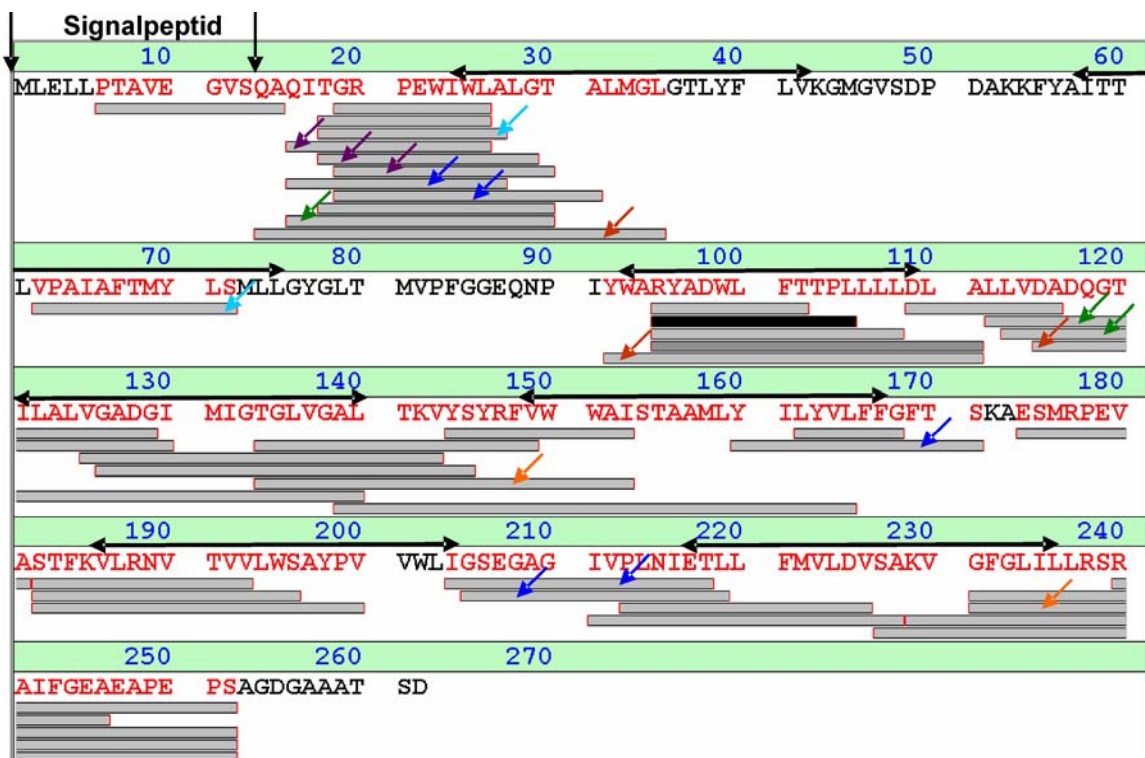 Signalpeptid
10 20 30 40 50 60
MLELLPTAVE GVSQAQITGR PEWIWLALGT ALMGLGTLYF LVKGMGVSDP DAKKFYAITT
70 80 90 100 110 120
LVPAIAFTMY LSMLLGYGLT MVPFGGEQNP IYWARYADWL FTTPLLLLDL ALLVDADQGT
130 140 150 160 170 180
ILALVGADGI MIGTGLVGAL TKVYSYRFVW WAISTAAMLY ILYVLFFGFT SKAESMRPEV
190 200 210 220 230 240
ASTFKVLRNV TVVLWSAYPV VWLIGSEGAG IVPLNIETLL FMVLDVSAKV GFGLILLRSR
250 260 270
AIFGEAEAPE PSAGDGAAAT SD